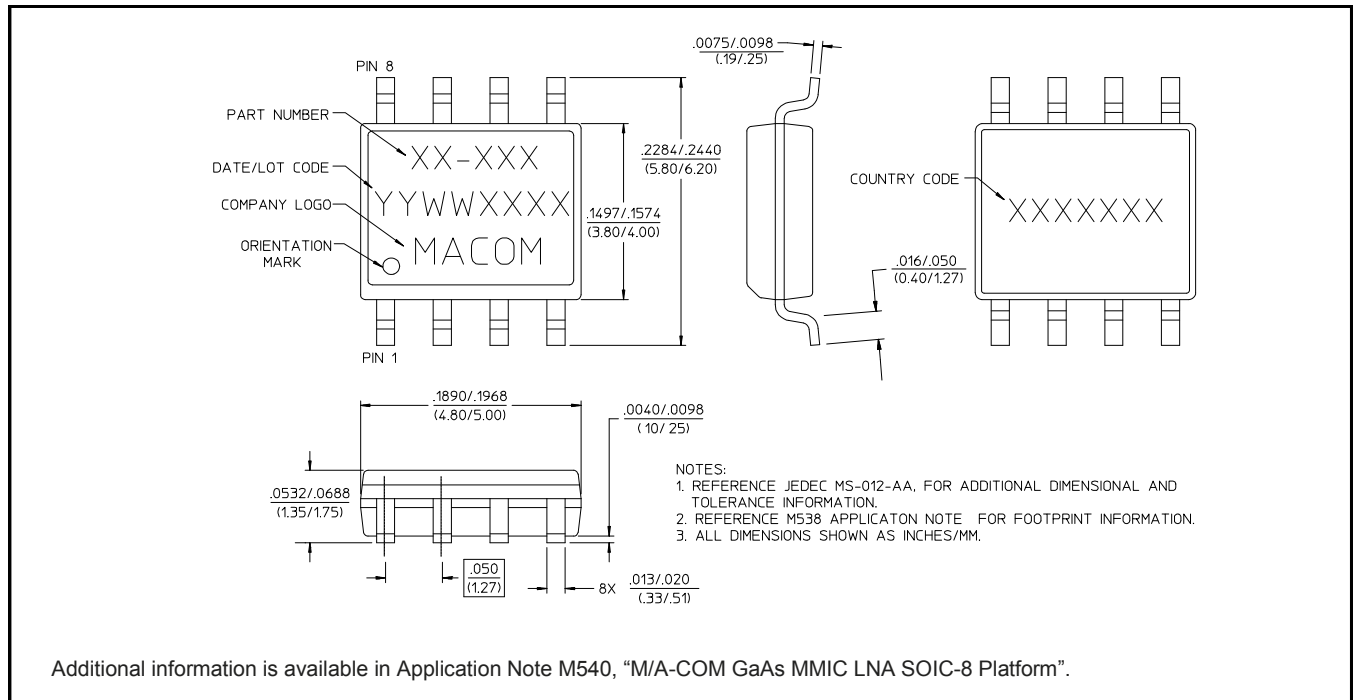 PIN 8
PART NUMBER
XX-XXX
DATE/LOT CODE
YYWWXXXX
COMPANY LOGO
MACOM
ORIENTATION
MARK
PIN 1
.2284/.2440
(5.80/6.20)
.1497/.1574
(3.80/4.00)
.0075/.0098
(.19/.25)
.016/.050
(0.40/1.27)
COUNTRY CODE
XXXXXXX
.1890/.1968
(4.80/5.00)
.0040/.0098
( 10/ 25)
.0532/.0688
(1.35/1.75)
.050
(1.27)
8X .013/.020
(.33/.51)
NOTES:
1. REFERENCE JEDEC MS-012-AA, FOR ADDITIONAL DIMENSIONAL AND
TOLERANCE INFORMATION.
2. REFERENCE M538 APPLICATON NOTE FOR FOOTPRINT INFORMATION.
3. ALL DIMENSIONS SHOWN AS INCHES/MM.
Additional information is available in Application Note M540, “M/A-COM GaAs MMIC LNA SOIC-8 Platform”.